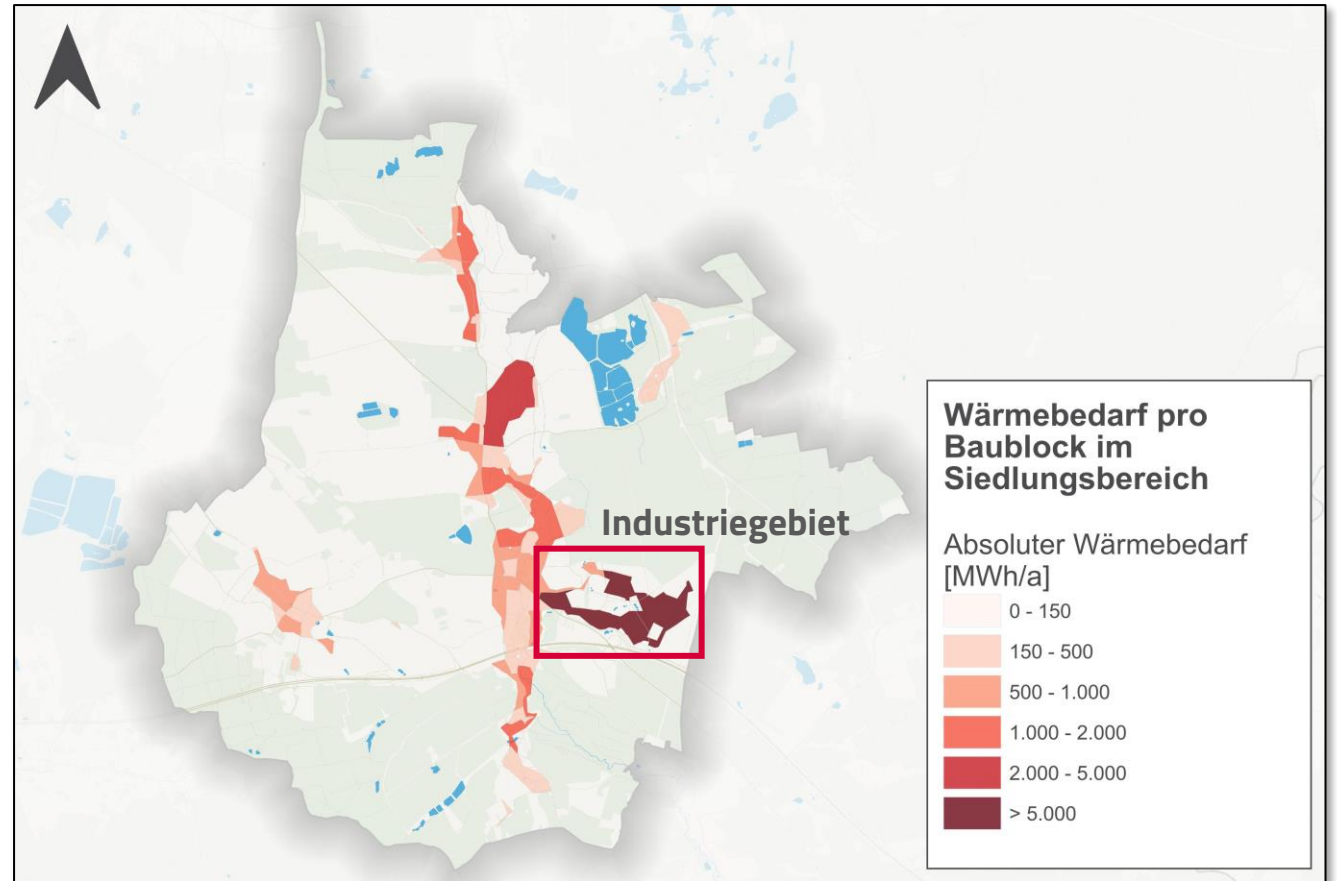 Industriegebiet
Wärmebedarf pro
Baublock im
Siedlungsbereich
Absoluter Wärmebedarf
[MWh/a]
0 - 150
150 - 500
500 - 1.000
1.000 - 2.000
2.000 - 5.000
> 5.000